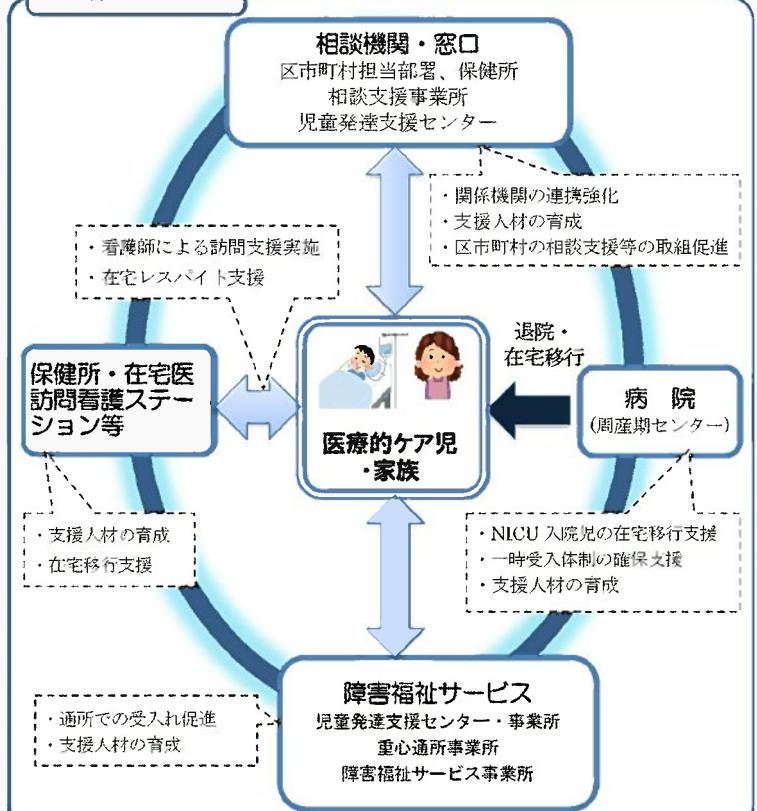 相談機関・窓口
区市町村担当部署、保健所
相談支援事業所
児童発達支援センター
・関係機関の連携強化
・支援人材の育成
・区市町村の相談支援等の取組促進
・看護師による訪問支援実施
・在宅レスパイト支援
退院・
在宅移行
保健所・在宅医
訪問看護ステー
ション等
医療的ケア児
・家族
病　院
(周産期センター)
・支援人材の育成
・在宅移行支援
・NICU 入院児の在宅移行支援
・一時受入体制の確保支援
・支援人材の育成
障害福祉サービス
児童発達支援センター・事業所
重心通所事業所
障害福祉サービス事業所
・通所での受入れ促進
・支援人材の育成